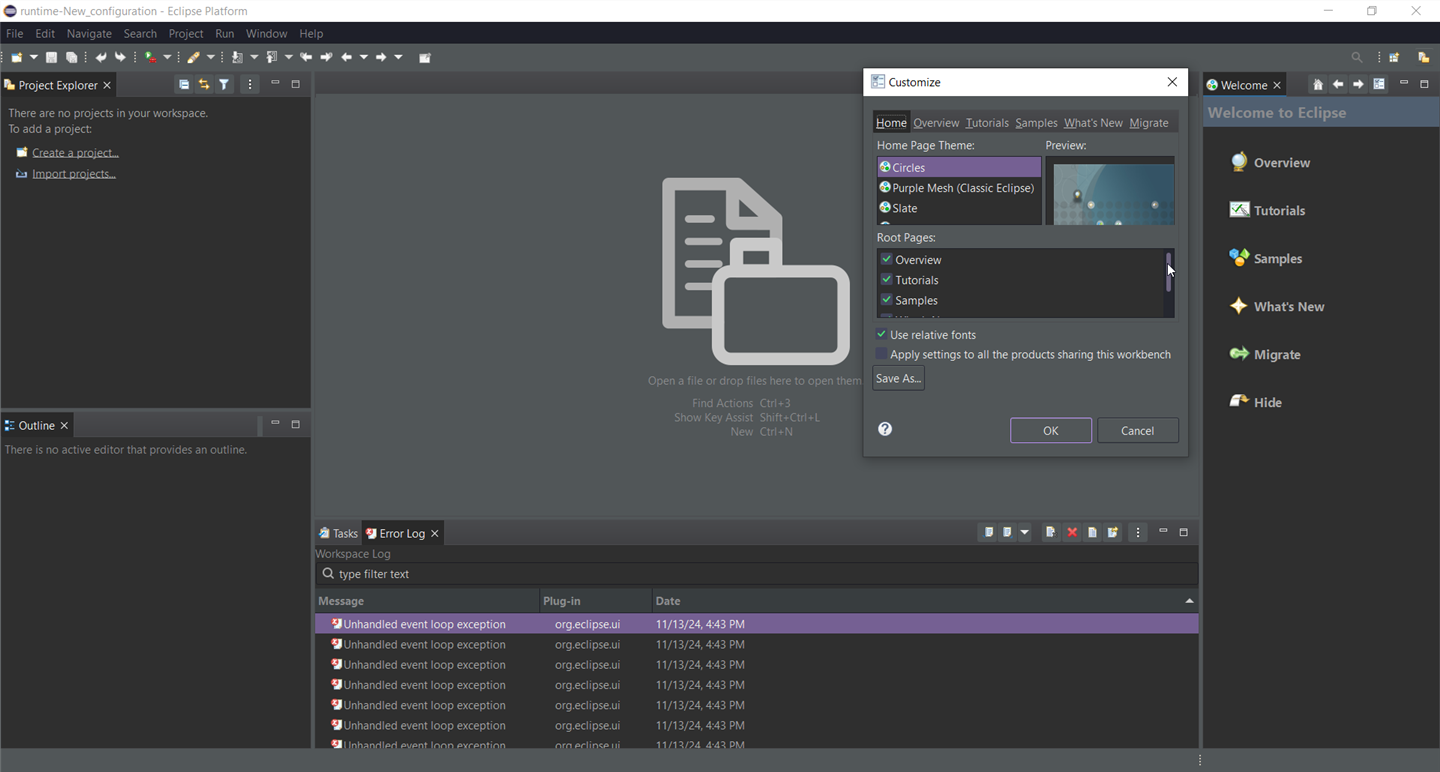 runtime-New_configuration - Eclipse Platform
File Edit Navigate Search Project Run Window Help
Project Explorer
There are no projects in your workspace.
To add a project:
Create a project...
Import projects...
Outline
There is no active editor that provides an outline.
Open a file or drop files here to open them
Find Actions Ctrl+3
Show Key Assist Shift+Ctrl+L
New Ctrl+N
Customize
Home Overview Tutorials Samples What's New Migrate
Home Page Theme: Preview:
Circles
Purple Mesh (Classic Eclipse)
Slate
Root Pages:
Overview
Tutorials
Samples
Use relative fonts
Apply settings to all the products sharing this workbench
Save As...
OK Cancel
Welcome
Welcome to Eclipse
Overview
Tutorials
Samples
What's New
Migrate
Hide
Tasks Error Log
Workspace Log
type filter text
Message Plug-in Date
Unhandled event loop exception org.eclipse.ui 11/13/24, 4:43 PM
Unhandled event loop exception org.eclipse.ui 11/13/24, 4:43 PM
Unhandled event loop exception org.eclipse.ui 11/13/24, 4:43 PM
Unhandled event loop exception org.eclipse.ui 11/13/24, 4:43 PM
Unhandled event loop exception org.eclipse.ui 11/13/24, 4:43 PM
Unhandled event loop exception org.eclipse.ui 11/13/24, 4:43 PM
Unhandled event loop exception org.eclipse.ui 11/13/24, 4:43 PM